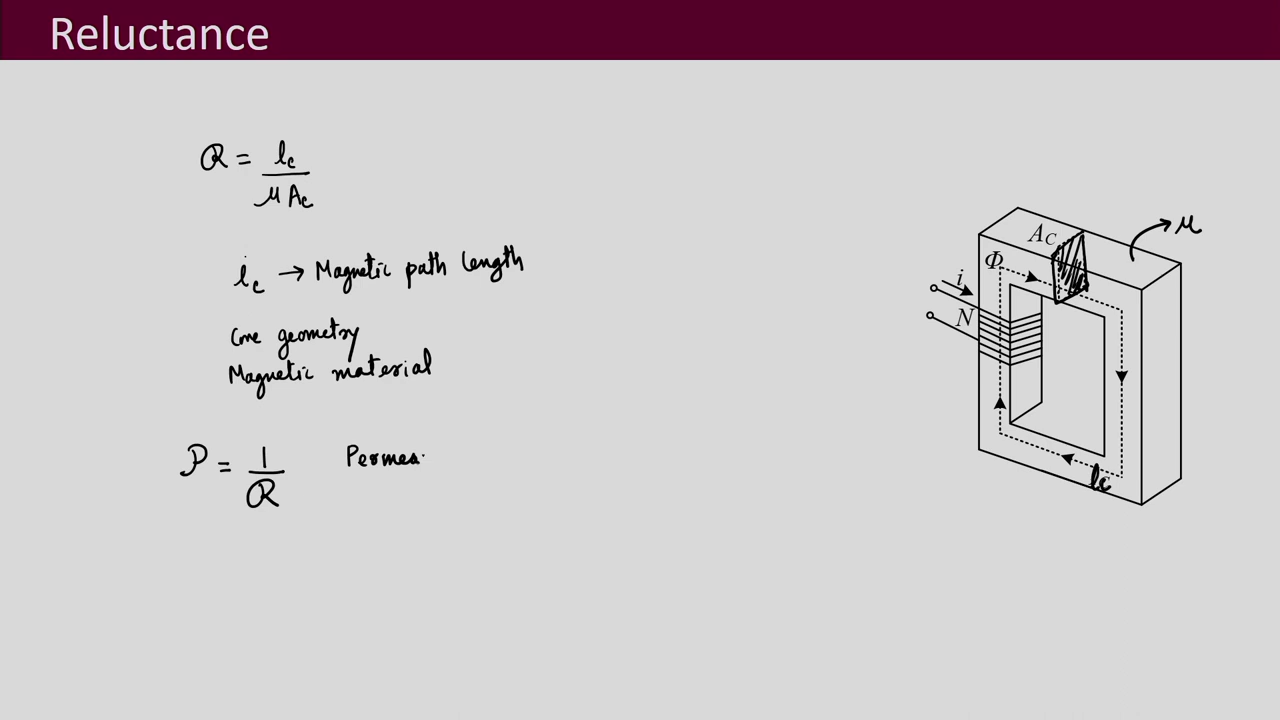 Reluctance
R = lc / μ Ac
lc → Magnetic path length
Core geometry
Magnetic material
P = 1 / R Permea
Ac
μ
Φ
i
N
lc